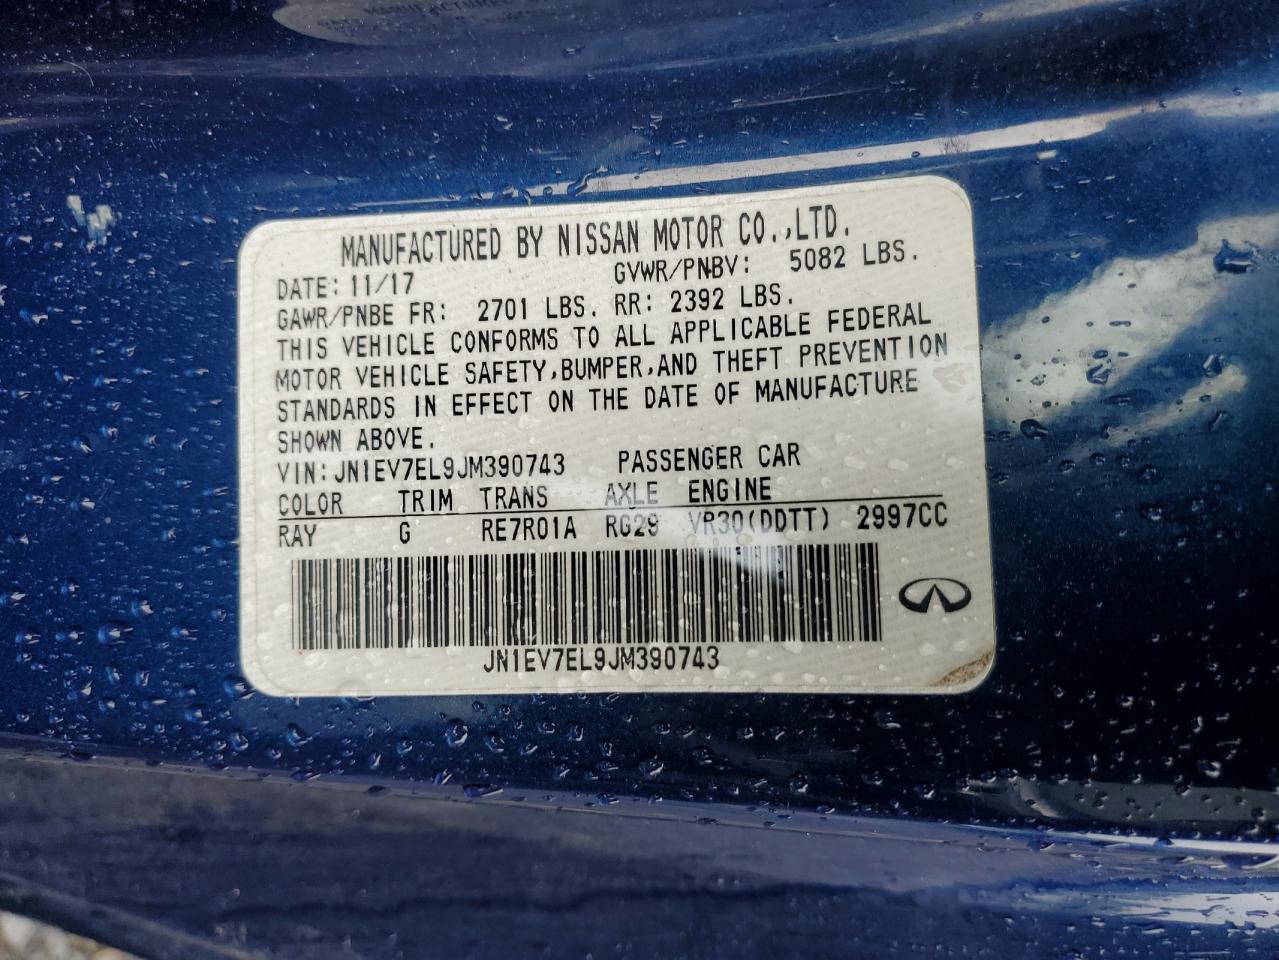 MANUFACTURED BY NISSAN MOTOR CO.,LTD.
DATE: 11/17 GVWR/PNBV: 5082 LBS.
GAWR/PNBE FR: 2701 LBS. RR: 2392 LBS.
THIS VEHICLE CONFORMS TO ALL APPLICABLE FEDERAL
MOTOR VEHICLE SAFETY,BUMPER,AND THEFT PREVENTION
STANDARDS IN EFFECT ON THE DATE OF MANUFACTURE
SHOWN ABOVE.
VIN:JN1EV7EL9JM390743 PASSENGER CAR
COLOR TRIM TRANS AXLE ENGINE
RAY G RE7R01A RG29 VR30(DDTT) 2997CC
JN1EV7EL9JM390743